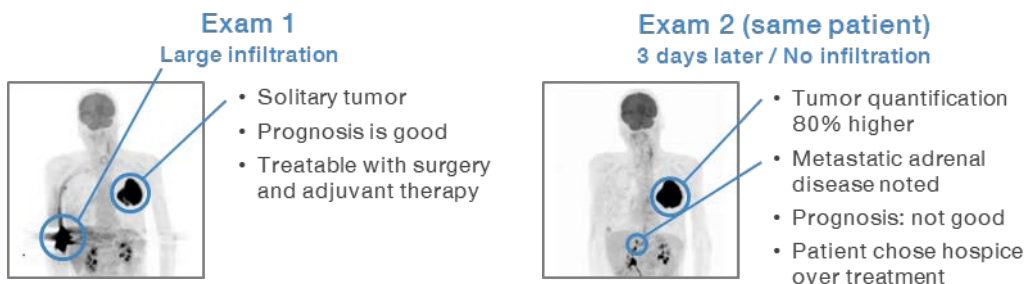 Exam 1
Large infiltration
• Solitary tumor
• Prognosis is good
• Treatable with surgery
and adjuvant therapy
Exam 2 (same patient)
3 days later / No infiltration
• Tumor quantification
80% higher
• Metastatic adrenal
disease noted
• Prognosis: not good
• Patient chose hospice
over treatment